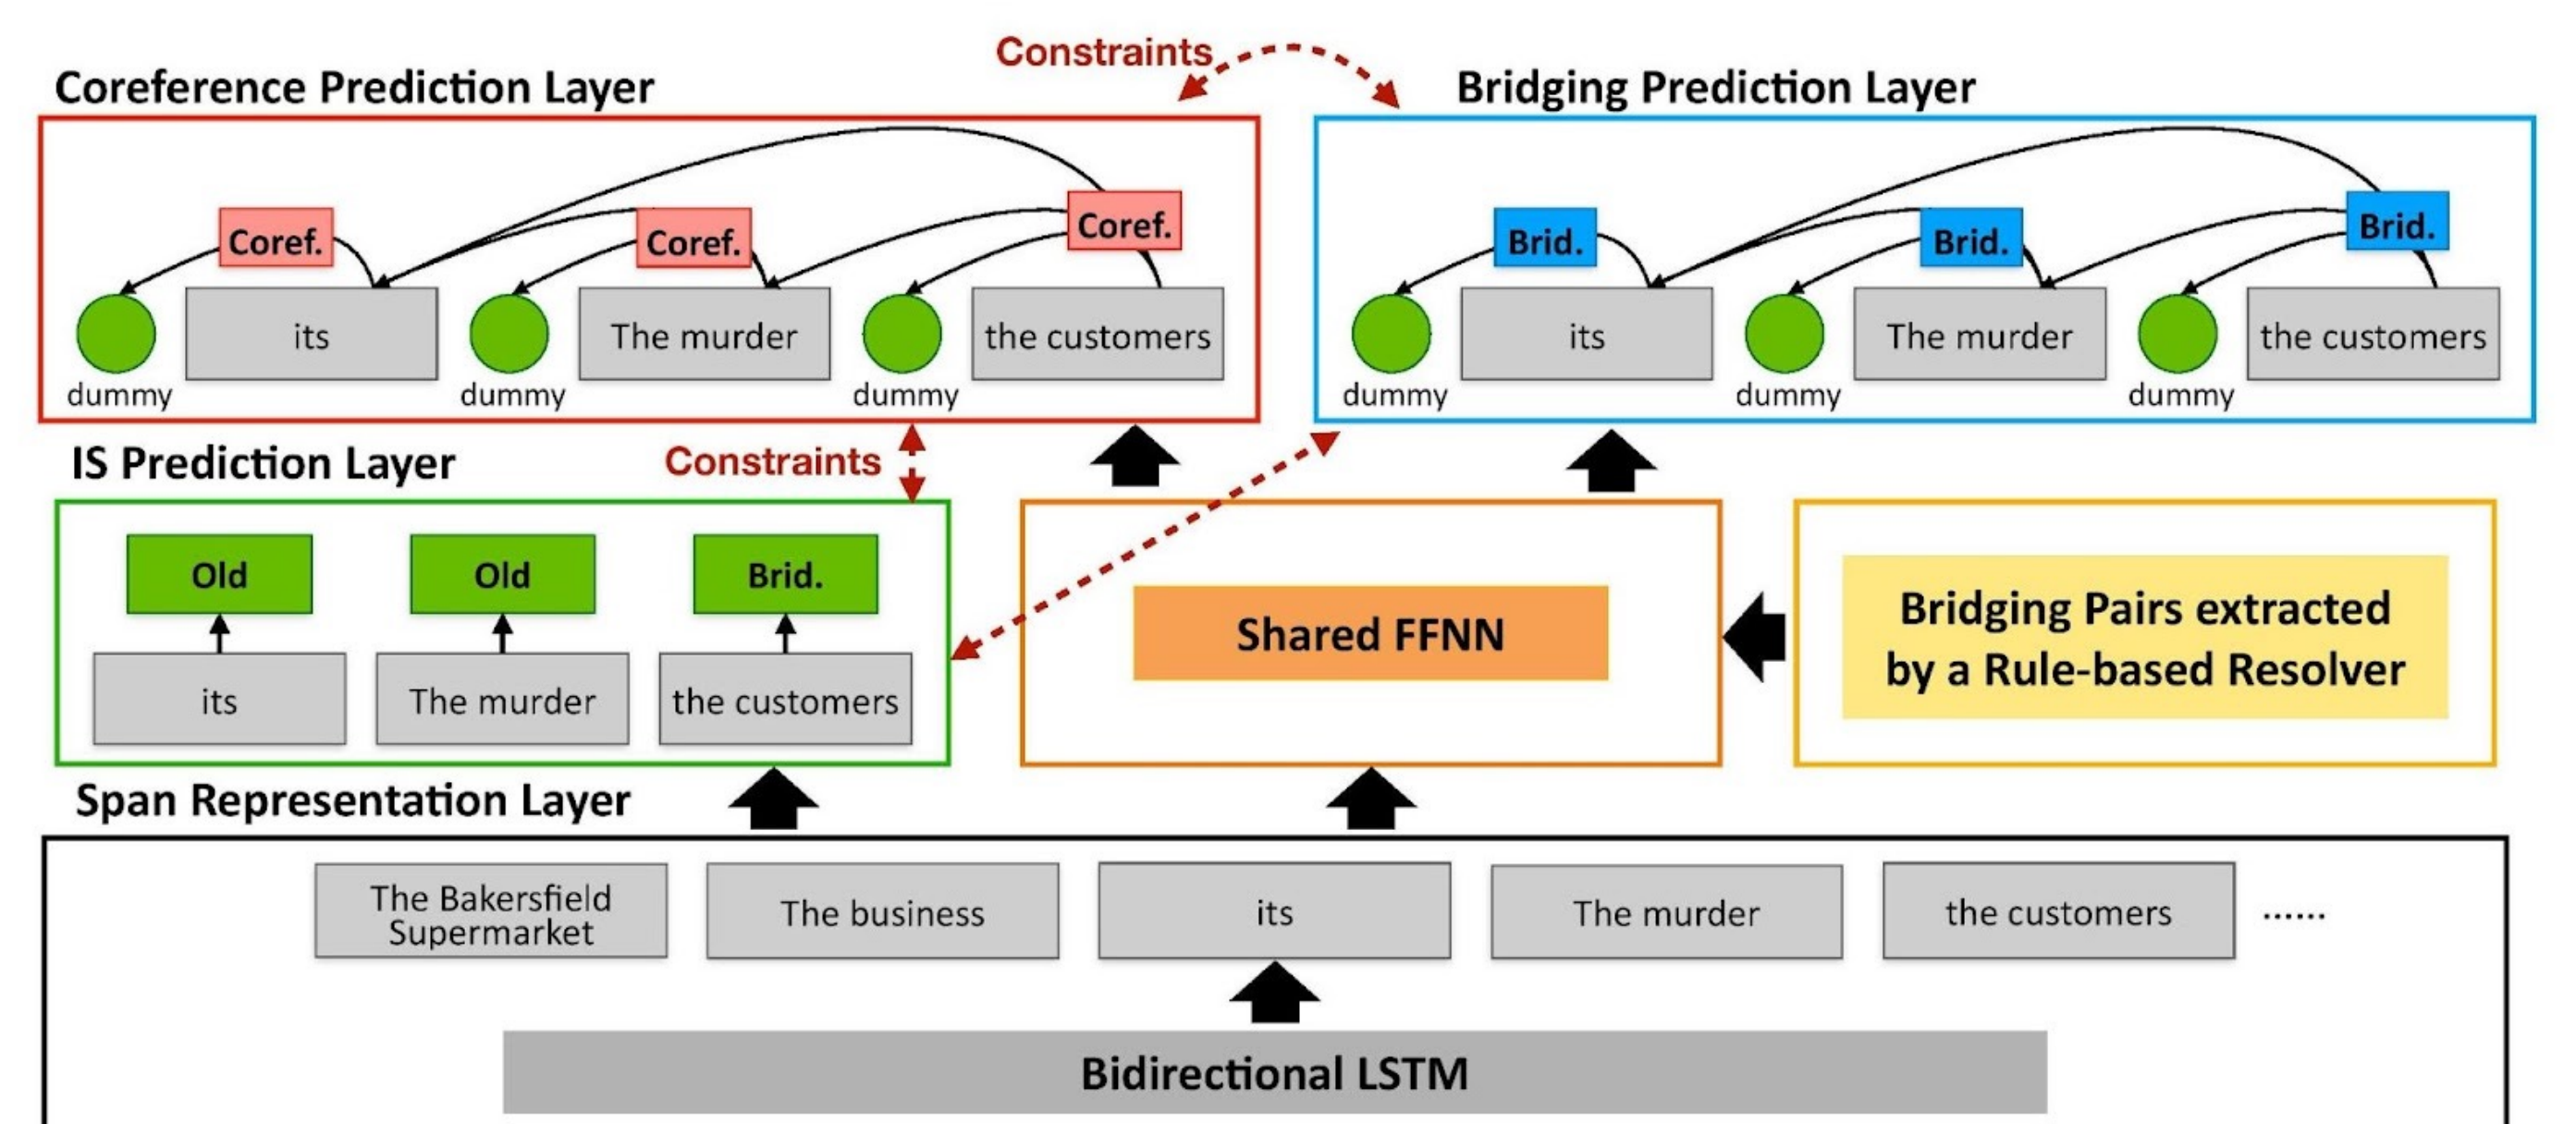 Constraints
Coreference Prediction Layer
Bridging Prediction Layer
Coref.
Coref.
Coref.
its
The murder
the customers
dummy
dummy
dummy
Brid.
Brid.
Brid.
its
The murder
the customers
dummy
dummy
dummy
IS Prediction Layer
Constraints
Old
Old
Brid.
its
The murder
the customers
Shared FFNN
Bridging Pairs extracted
by a Rule-based Resolver
Span Representation Layer
The Bakersfield
Supermarket
The business
its
The murder
the customers
......
Bidirectional LSTM